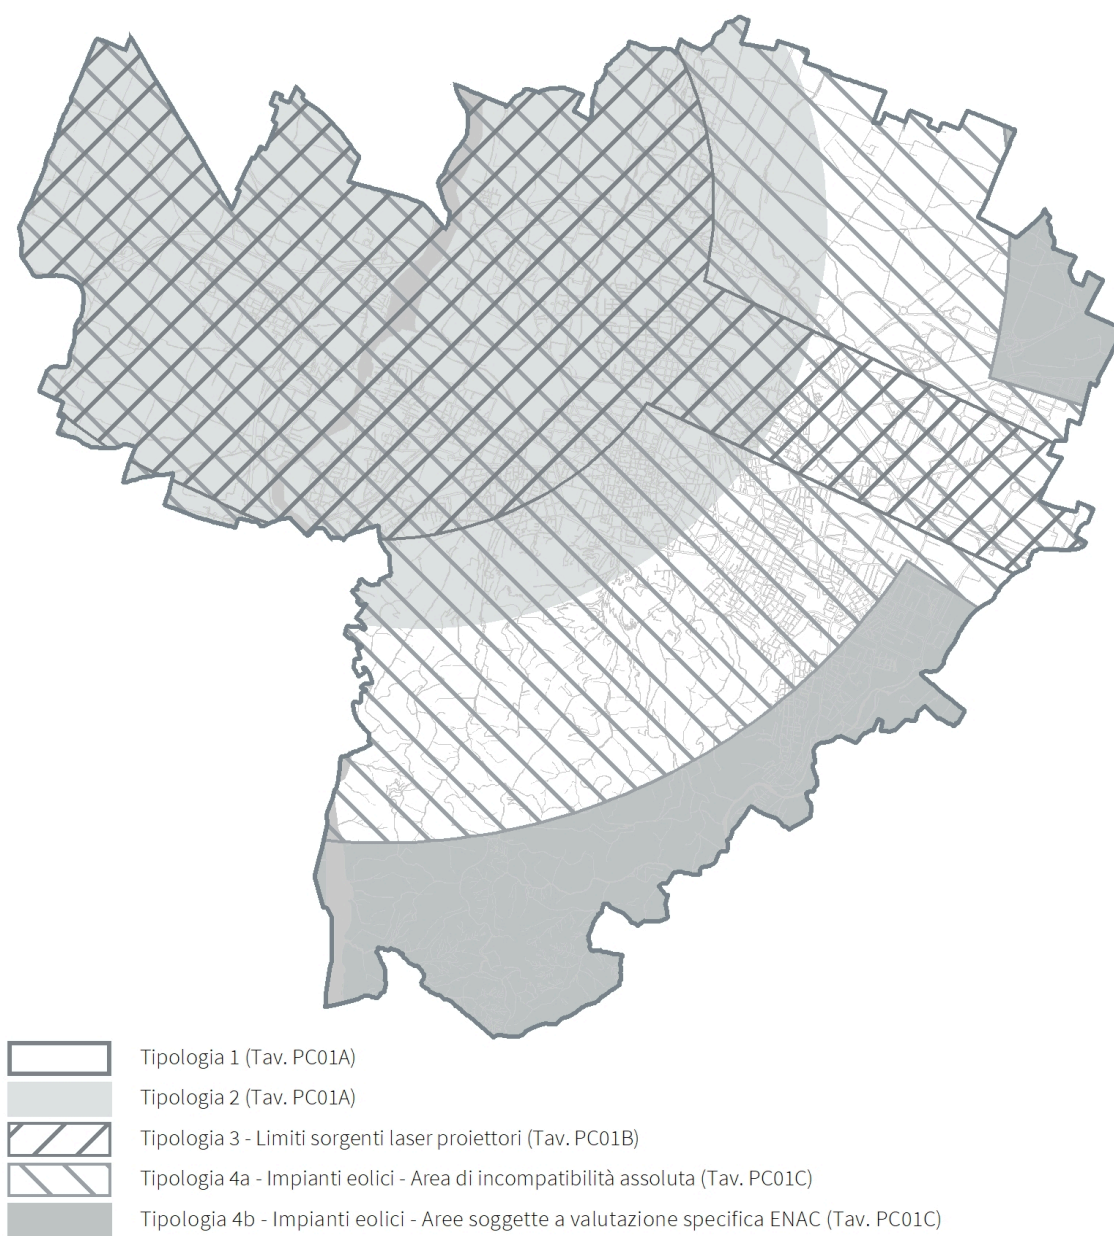 Tipologia 1 (Tav. PC01A)
Tipologia 2 (Tav. PC01A)
Tipologia 3 - Limiti sorgenti laser proiettori (Tav. PC01B)
Tipologia 4a - Impianti eolici - Area di incompatibilità assoluta (Tav. PC01C)
Tipologia 4b - Impianti eolici - Aree soggette a valutazione specifica ENAC (Tav. PC01C)